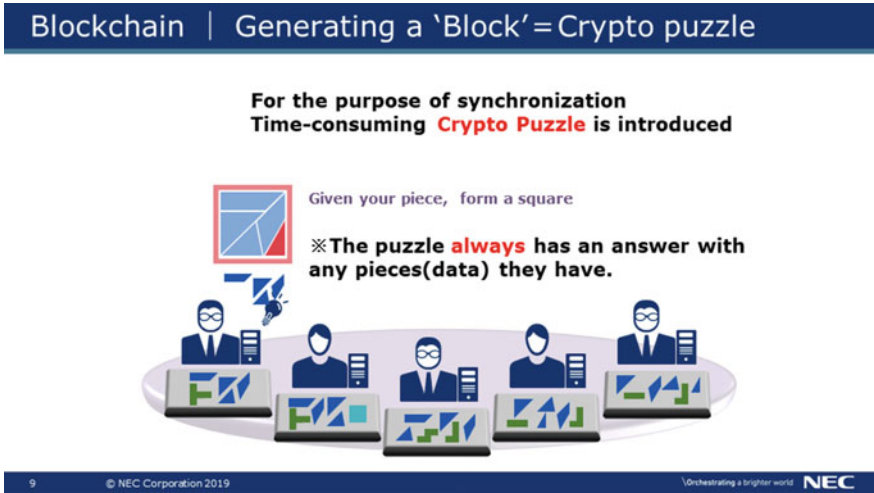 Blockchain | Generating a ‘Block’=Crypto puzzle
For the purpose of synchronization
Time-consuming Crypto Puzzle is introduced
Given your piece, form a square
※The puzzle always has an answer with
any pieces(data) they have.
9 © NEC Corporation 2019 \Orchestrating a brighter world NEC